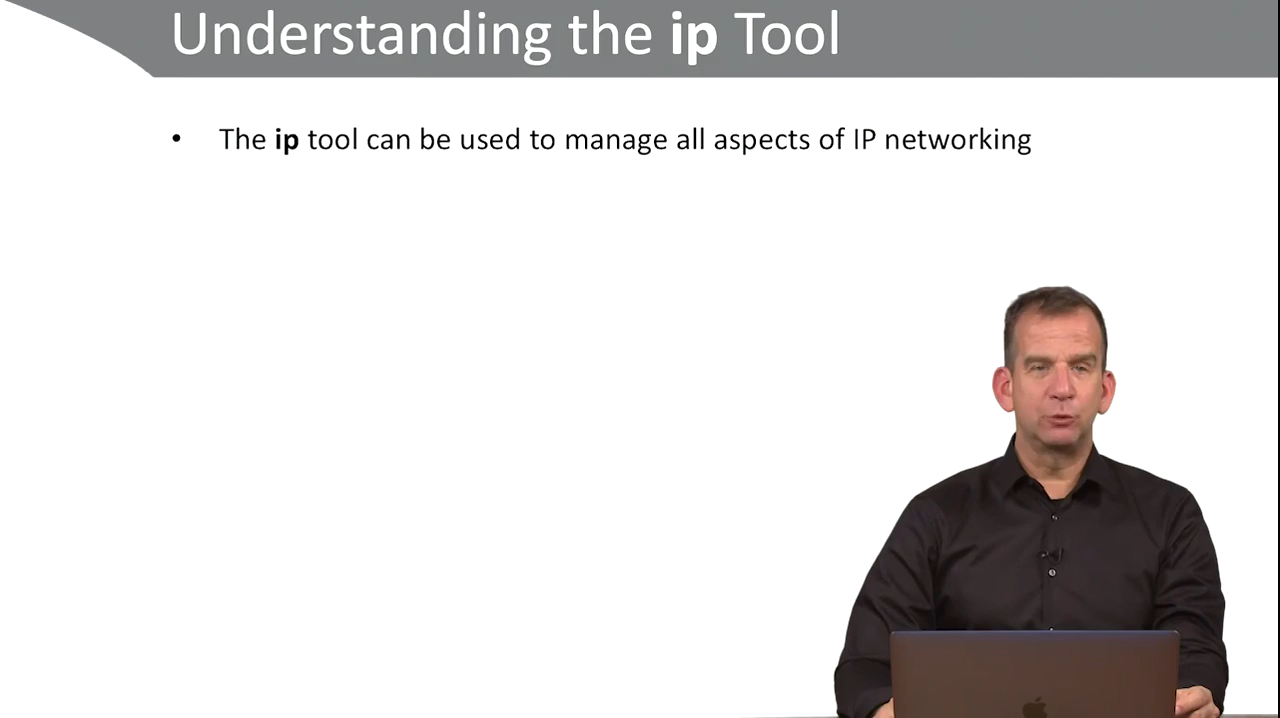 Understanding the ip Tool
• The ip tool can be used to manage all aspects of IP networking